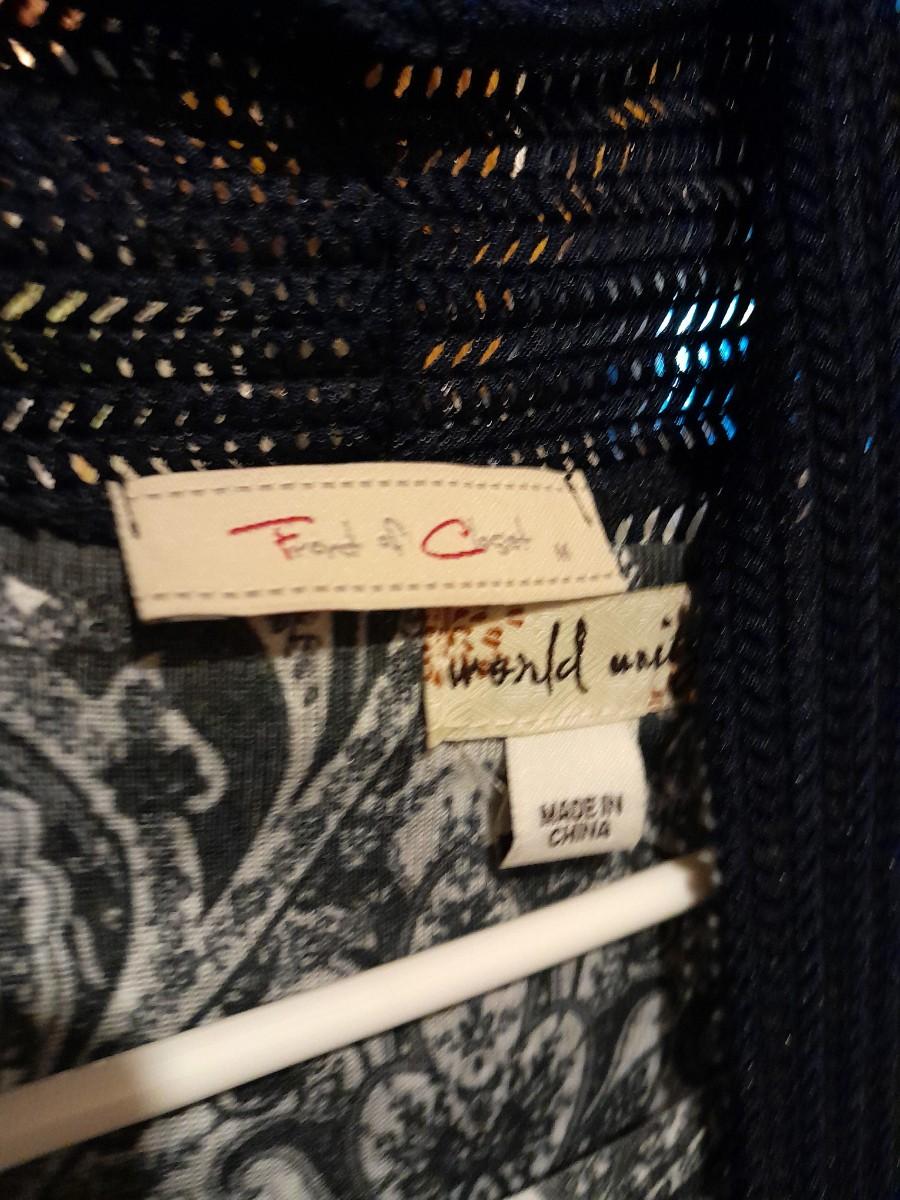 Front of Closet M
world uni
MADE IN
CHINA